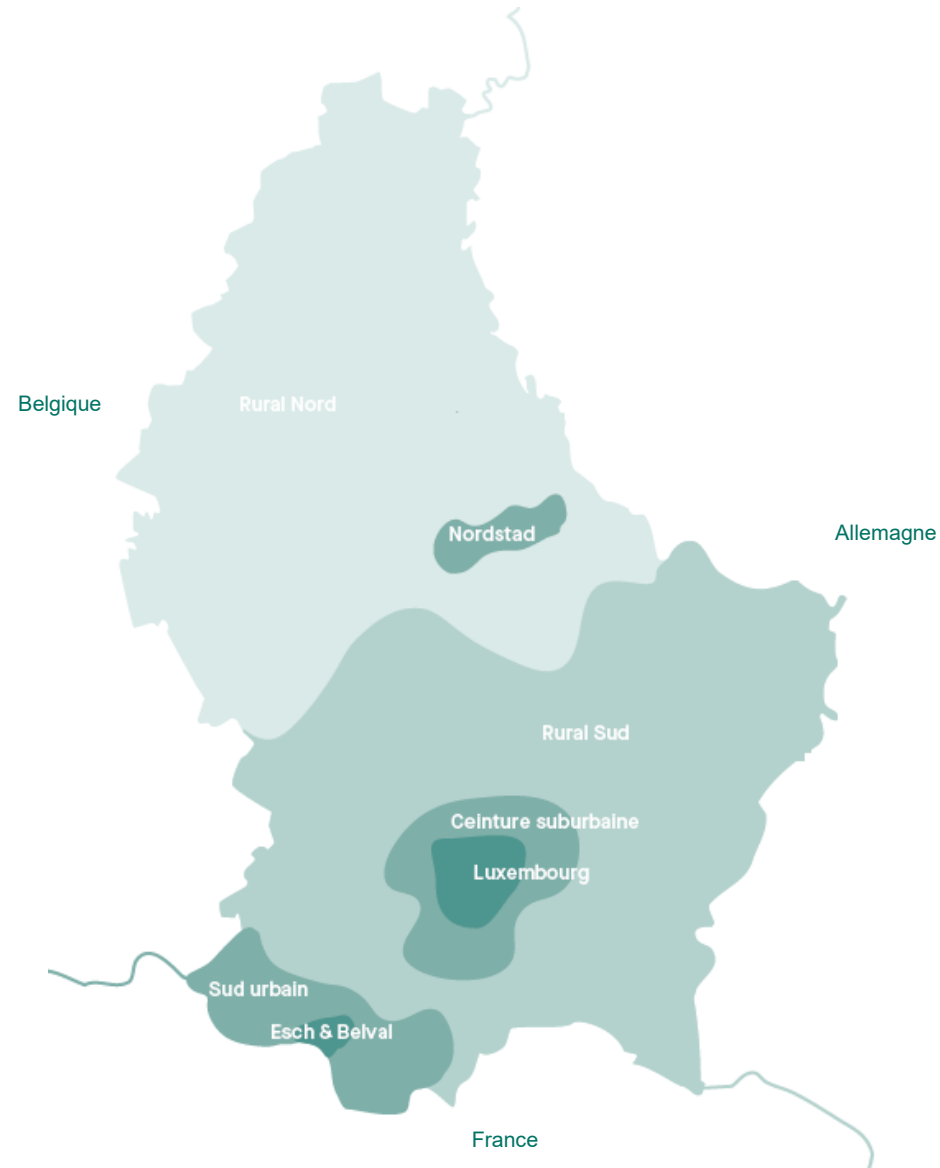 Belgique
Rural Nord
Nordstad
Allemagne
Rural Sud
Ceinture suburbaine
Luxembourg
Sud urbain
Esch & Belval
France